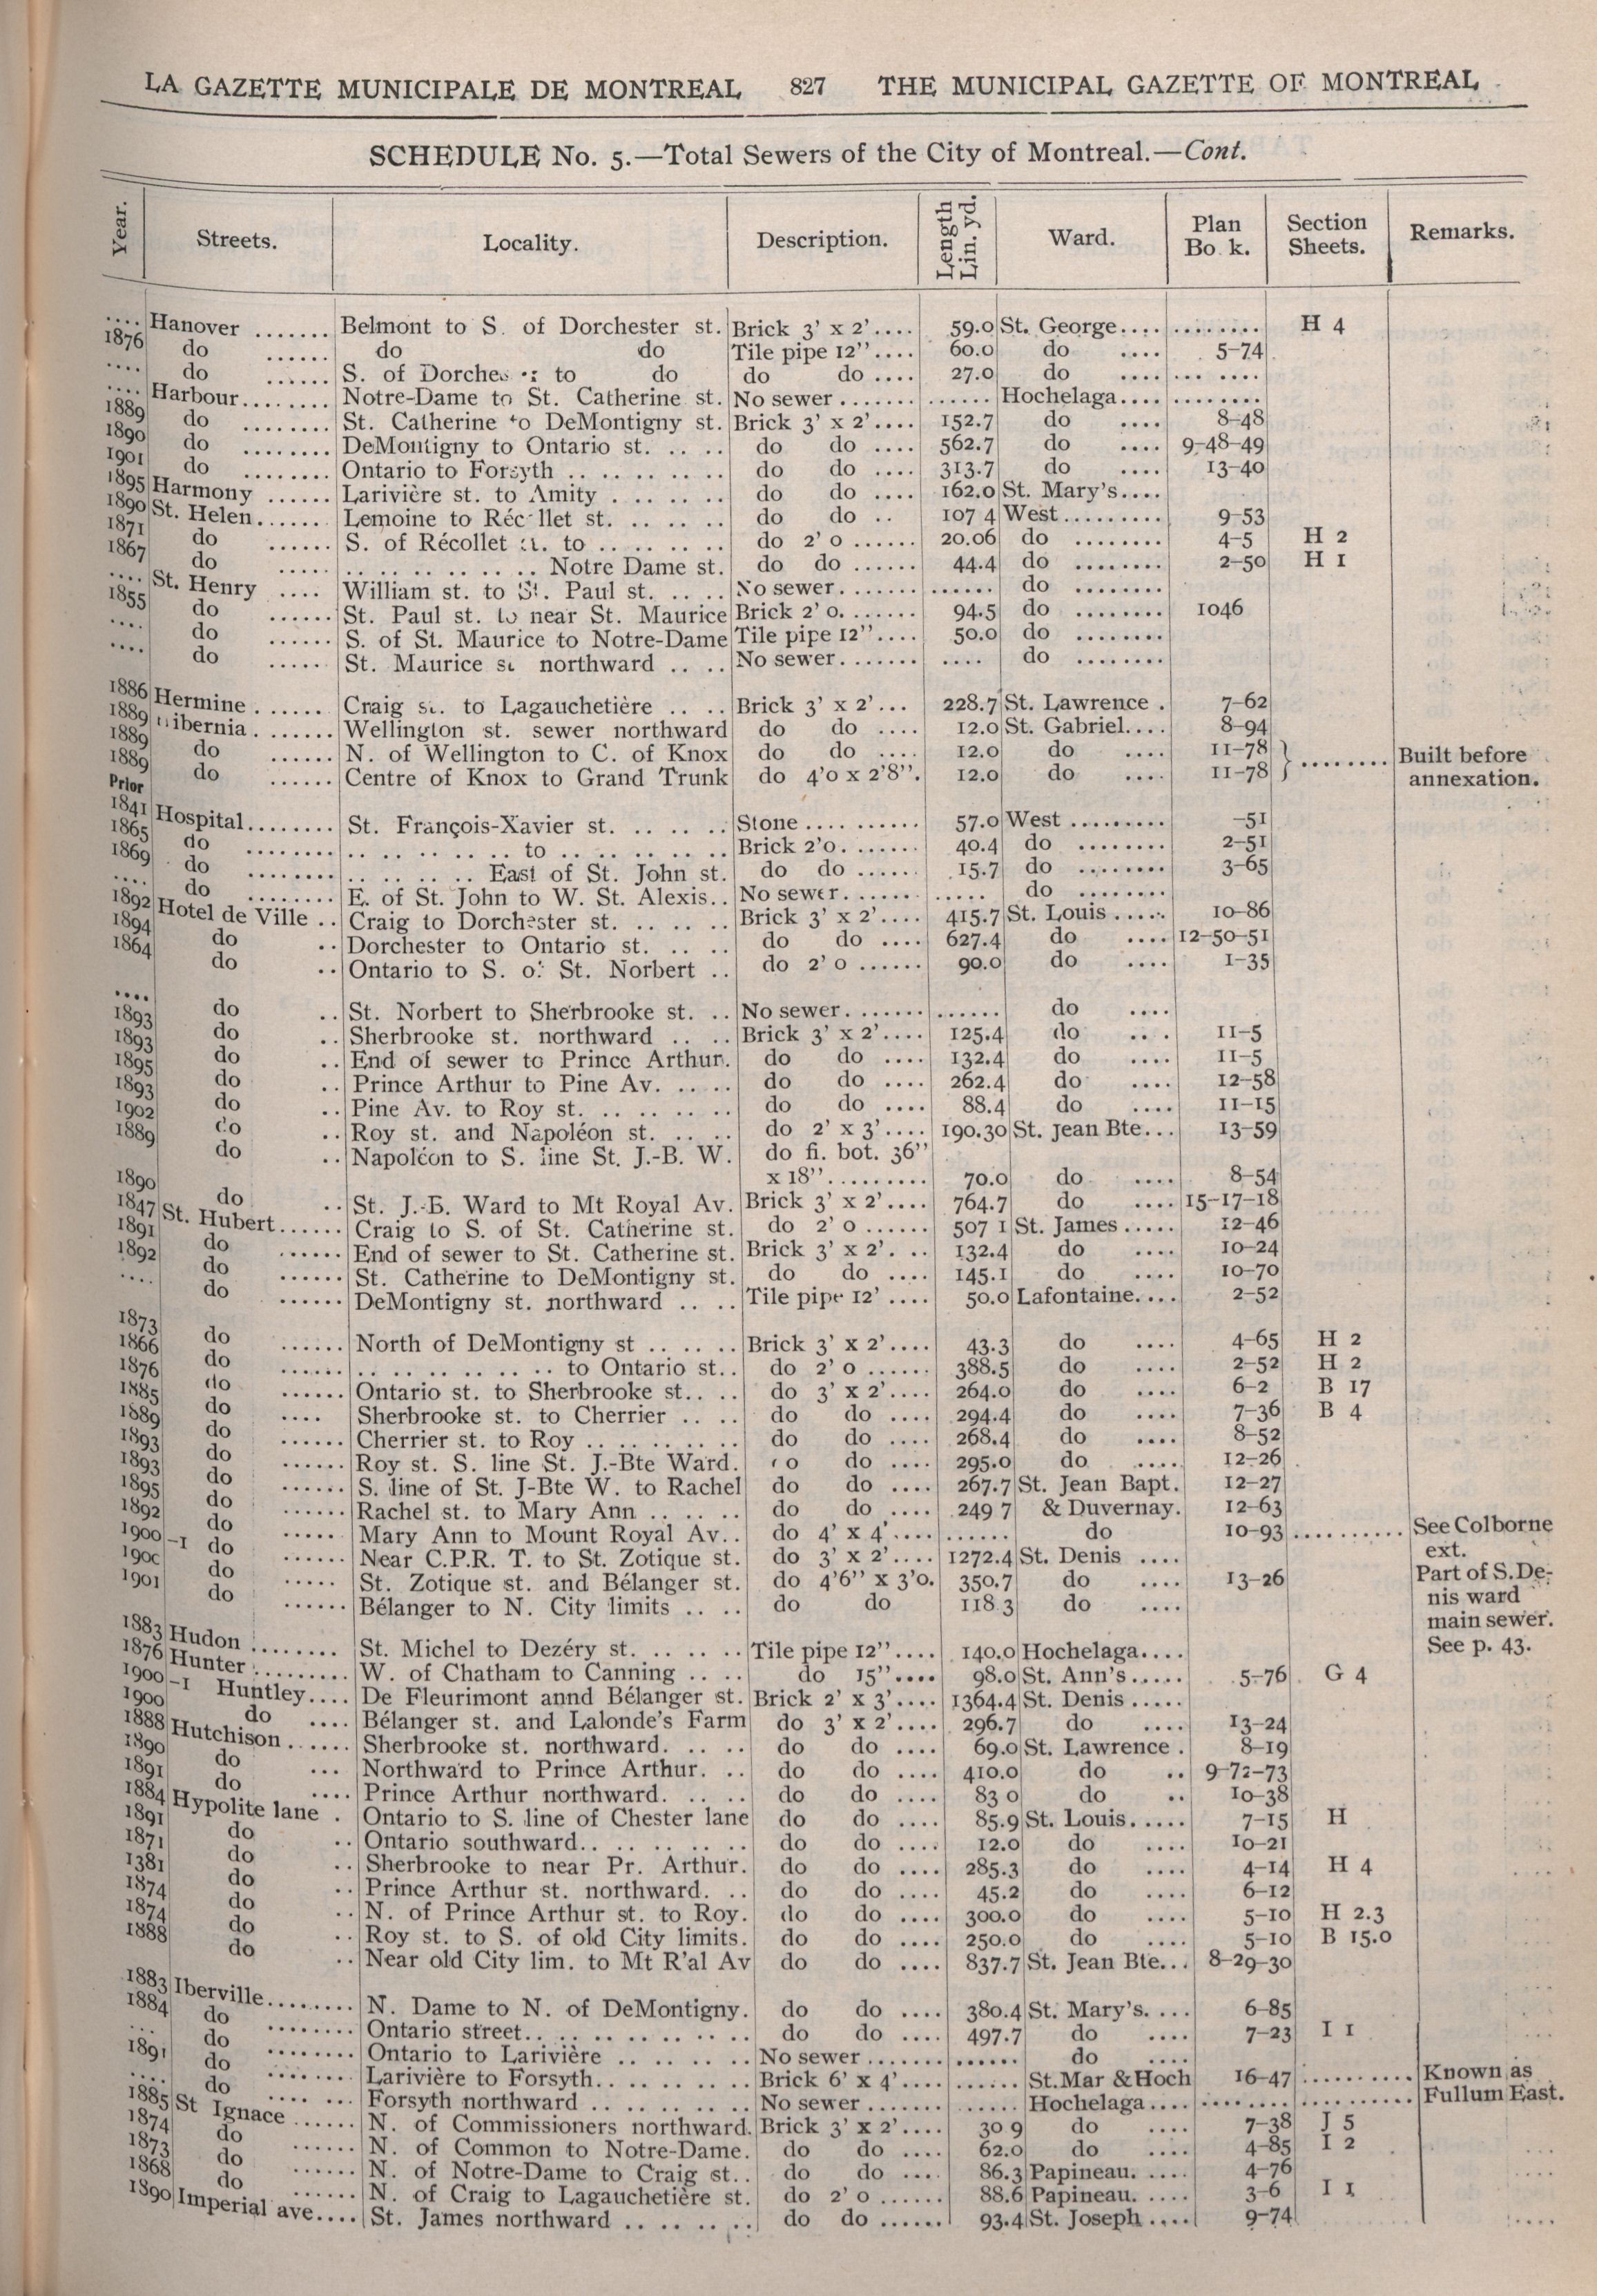 LA GAZETTE MUNICIPALE DE MONTREAL 827 THE MUNICIPAL GAZETTE OF MONTREAL
SCHEDULE No. 5.—Total Sewers of the City of Montreal.—Cont.
Year. Streets. Locality. Description. Length Lin. yd. Ward. Plan Bo k. Section Sheets. Remarks.
.... Hanover ....... Belmont to S. of Dorchester st. Brick 3' x 2'.... 59.0 St. George.... ........ H 4
1876 do ...... do do Tile pipe 12''.... 60.0 do .... 5-74
.... do ...... S. of Dorches to do do do .... 27.0 do .... ... ....
.... Harbour........ Notre-Dame to St. Catherine st. No sewer ....... ...... Hochelaga.... ........
1889 do ........ St. Catherine to DeMontigny st. Brick 3' x 2'.... 152.7 do .... 8-48
1890 do ........ DeMontigny to Ontario st. .. .. do do .... 562.7 do .... 9-48-49
1901 do ........ Ontario to Forsyth .. .. .. .. do do .... 313.7 do .... 13-40
1895 Harmony ...... Larivière st. to Amity .. .. .. do do .... 162.0 St. Mary's....
1890 St. Helen...... Lemoine to Réc llet st. .. .. .. do do .. 107 4 West......... 9-53
1871 do ...... S. of Récollet st. to .. .. .. .. do 2' 0 ...... 20.06 do ........ 4-5 H 2
1867 do ..... .. .. .. .. .. Notre Dame st. do do ...... 44.4 do ........ 2-50 H 1
.... St. Henry .... William st. to St. Paul st. .. .. No sewer....... ...... do ........
1855 do ...... St. Paul st. to near St. Maurice Brick 2' 0....... 94.5 do ........ 1046
.... do ...... S. of St. Maurice to Notre-Dame Tile pipe 12''.... 50.0 do ........
.... do ..... St. Maurice st northward .. .. No sewer....... .... do ........
1886 Hermine ...... Craig st. to Lagauchetière .. .. Brick 3' x 2'... 228.7 St. Lawrence . 7-62
1889 ibernia....... Wellington st. sewer northward do do .... 12.0 St. Gabriel.... 8-94
1889 do ...... N. of Wellington to C. of Knox do do .... 12.0 do .... 11-78 } ........ Built before
1889 do ...... Centre of Knox to Grand Trunk do 4'0 x 2'8''. 12.0 do .... 11-78 annexation.
Prior
1841 Hospital........ St. François-Xavier st. .. .. .. Stone .......... 57.0 West ......... -51
1865 do ........ .. .. .. .. to .. .. .. .. Brick 2'0....... 40.4 do ........ 2-51
1869 do ........ .. .. .. East of St. John st. do do ...... 15.7 do ........ 3-65
.... do ........ E. of St. John to W. St. Alexis.. No sewer....... ..... do ........
1892 Hotel de Ville .. Craig to Dorchester st. .. .. .. Brick 3' x 2'.... 415.7 St. Louis ..... 10-86
1894 do .. Dorchester to Ontario st. .. .. do do .... 627.4 do .... 12-50-51
1864 do .. Ontario to S. of St. Norbert .. do 2' 0 ...... 90.0 do .... 1-35
.... do .. St. Norbert to Sherbrooke st. .. No sewer....... ...... do ....
1893 do .. Sherbrooke st. northward .. .. Brick 3' x 2'.... 125.4 do .... 11-5
1893 do .. End of sewer to Prince Arthur. do do .... 132.4 do .... 11-5
1895 do .. Prince Arthur to Pine Av. .. .. do do .... 262.4 do .... 12-58
1893 do .. Pine Av. to Roy st. .. .. .. .. do do .... 88.4 do .... 11-15
1902 do .. Roy st. and Napoléon st. .. .. do 2' x 3'.... 190.30 St. Jean Bte... 13-59
1889 do .. Napoléon to S. line St. J.-B. W. do fi. bot. 36''
x 18''......... 70.0 do .... 8-54
1890 do .. St. J.-B. Ward to Mt Royal Av. Brick 3' x 2'.... 764.7 do .... 15-17-18
1847 St. Hubert...... Craig to S. of St. Catherine st. do 2' 0 ...... 507 1 St. James ..... 12-46
1891 do ...... End of sewer to St. Catherine st. Brick 3' x 2'. .. 132.4 do .... 10-24
1892 do ...... St. Catherine to DeMontigny st. do do .... 145.1 do .... 10-70
.... do ...... DeMontigny st. northward .. .. Tile pipe 12' .... 50.0 Lafontaine.... 2-52
1873 do ...... North of DeMontigny st .. .. .. Brick 3' x 2'.... 43.3 do .... 4-65 H 2
1866 do ...... .. .. .. .. .. to Ontario st.. do 2' 0 ...... 388.5 do .... 2-52 H 2
1876 do ...... Ontario st. to Sherbrooke st.. .. do 3' x 2'.... 264.0 do .... 6-2 B 17
1885 do .... Sherbrooke st. to Cherrier .. .. do do .... 294.4 do .... 7-36 B 4
1889 do ...... Cherrier st. to Roy .. .. .. .. do do .... 268.4 do .... 8-52
1893 do ...... Roy st. S. line St. J.-Bte Ward. o do .... 295.0 do ..... 12-26
1893 do ...... S. line of St. J-Bte W. to Rachel do do .... 267.7 St. Jean Bapt. 12-27
1895 do ...... Rachel st. to Mary Ann .. .. .. do do .... 249 7 & Duvernay. 12-63
1892 do ..... Mary Ann to Mount Royal Av.. do 4' x 4'.... ...... do 10-93 .......... See Colborne
ext.
1900-1 do ...... Near C.P.R. T. to St. Zotique st. do 3' x 2'.... 1272.4 St. Denis ....
190c do ..... St. Zotique st. and Bélanger st. do 4'6'' x 3'0. 350.7 do .... 13-26 Part of S.De-
1901 do ...... Bélanger to N. City limits .. .. do do 118 3 do .... nis ward
main sewer.
1883 Hudon ........ St. Michel to Dezéry st. .. .. .. Tile pipe 12''.... 140.0 Hochelaga.... See p. 43.
1876 Hunter ......... W. of Chatham to Canning .. .. do 15''.... 98.0 St. Ann's..... 5-76 G 4
1900-1 Huntley.... De Fleurimont annd Bélanger st. Brick 2' x 3'.... 1364.4 St. Denis .....
1900 do .... Bélanger st. and Lalonde's Farm do 3' x 2'.... 296.7 do .... 13-24
1888 Hutchison ...... Sherbrooke st. northward. .. .. do do .... 69.0 St. Lawrence . 8-19
1890 do ... Northward to Prince Arthur. .. do do .... 410.0 do .. 9-72-73
1891 do .... Prince Arthur northward. .. .. do do .... 83 0 do .. 10-38
1884 Hypolite lane . Ontario to S. line of Chester lane do do .... 85.9 St. Louis..... 7-15 H
1891 do .. Ontario southward.. .. .. .. .. do do .... 12.0 do .... 10-21
1871 do .. Sherbrooke to near Pr. Arthur. do do .... 285.3 do .... 4-14 H 4
1381 do .. Prince Arthur st. northward. .. do do .... 45.2 do .... 6-12
1874 do .. N. of Prince Arthur st. to Roy. do do .... 300.0 do .... 5-10 H 2.3
1874 do .. Roy st. to S. of old City limits. do do .... 250.0 do .... 5-10 B 15.0
1888 do .. Near old City lim. to Mt R'al Av do do .... 837.7 St. Jean Bte... 8-29-30
1883 Iberville........ N. Dame to N. of DeMontigny. do do .... 380.4 St. Mary's. ... 6-85
1884 do ........ Ontario street.. .. .. .. .. .. do do .... 497.7 do .... 7-23 I 1
... do ........ Ontario to Larivière .. .. .. .. No sewer ....... ...... do ....
1891 do ........ Larivière to Forsyth.. .. .. .. .. Brick 6' x 4'.... ...... St.Mar &Hoch 16-47 .......... Known as
.... do .... ... Forsyth northward .. .. .. .. .. No sewer ....... ...... Hochelaga.... ........ .......... Fullum East.
1885 St Ignace ...... N. of Commissioners northward. Brick 3' x 2'.... 30 9 do .... 7-38 J 5
1874 do ...... N. of Common to Notre-Dame. do do .... 62.0 do .... 4-85 I 2
1873 do ...... N. of Notre-Dame to Craig st.. do do .... 86.3 Papineau. .... 4-76
1868 do ...... N. of Craig to Lagauchetière st. do 2' 0 ...... 88.6 Papineau. .... 3-6 I 1
1890 Imperial ave.... St. James northward .. .. .. .. do do ...... 93.4 St. Joseph .... 9-74